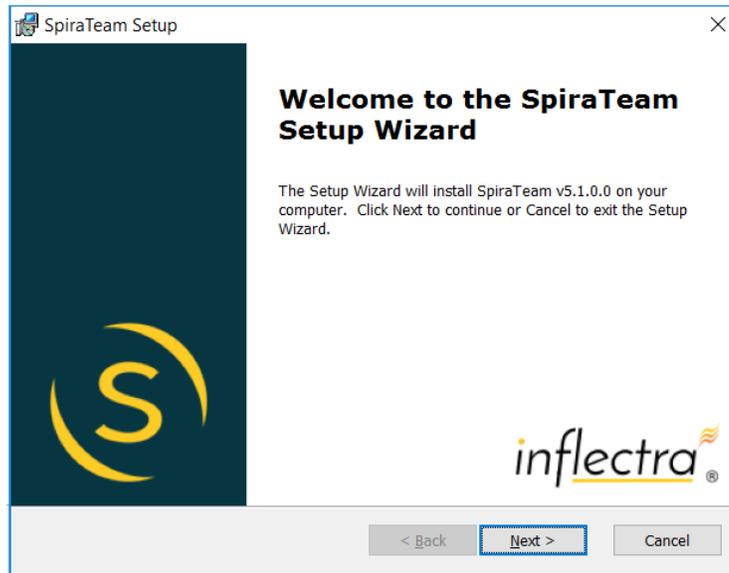 SpiraTeam Setup
Welcome to the SpiraTeam
Setup Wizard
The Setup Wizard will install SpiraTeam v5.1.0.0 on your
computer. Click Next to continue or Cancel to exit the Setup
Wizard.
S
inflectra®
< Back Next > Cancel